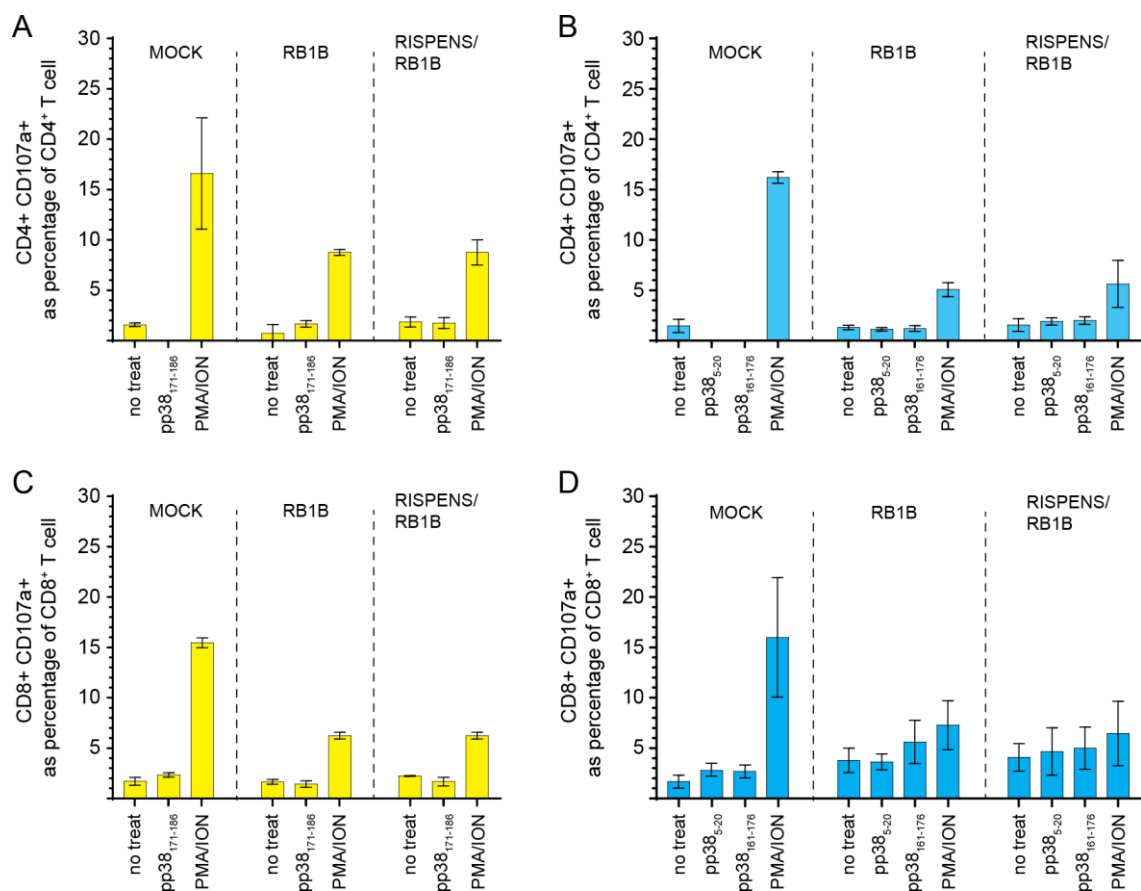 A
CD4+ CD107a+
as percentage of CD4⁺ T cell
30
25
20
15
10
5
MOCK
RB1B
RISPENS/
RB1B
no treat
pp38₁₇₁₋₁₈₆
PMA/ION
no treat
pp38₁₇₁₋₁₈₆
PMA/ION
no treat
pp38₁₇₁₋₁₈₆
PMA/ION
B
CD4+ CD107a+
as percentage of CD4⁺ T cell
30
25
20
15
10
5
MOCK
RB1B
RISPENS/
RB1B
no treat
pp38₅₋₂₀
pp38₁₆₁₋₁₇₆
PMA/ION
no treat
pp38₅₋₂₀
pp38₁₆₁₋₁₇₆
PMA/ION
no treat
pp38₅₋₂₀
pp38₁₆₁₋₁₇₆
PMA/ION
C
CD8+ CD107a+
as percentage of CD8⁺ T cell
30
25
20
15
10
5
MOCK
RB1B
RISPENS/
RB1B
no treat
pp38₁₇₁₋₁₈₆
PMA/ION
no treat
pp38₁₇₁₋₁₈₆
PMA/ION
no treat
pp38₁₇₁₋₁₈₆
PMA/ION
D
CD8+ CD107a+
as percentage of CD8⁺ T cell
30
25
20
15
10
5
MOCK
RB1B
RISPENS/
RB1B
no treat
pp38₅₋₂₀
pp38₁₆₁₋₁₇₆
PMA/ION
no treat
pp38₅₋₂₀
pp38₁₆₁₋₁₇₆
PMA/ION
no treat
pp38₅₋₂₀
pp38₁₆₁₋₁₇₆
PMA/ION